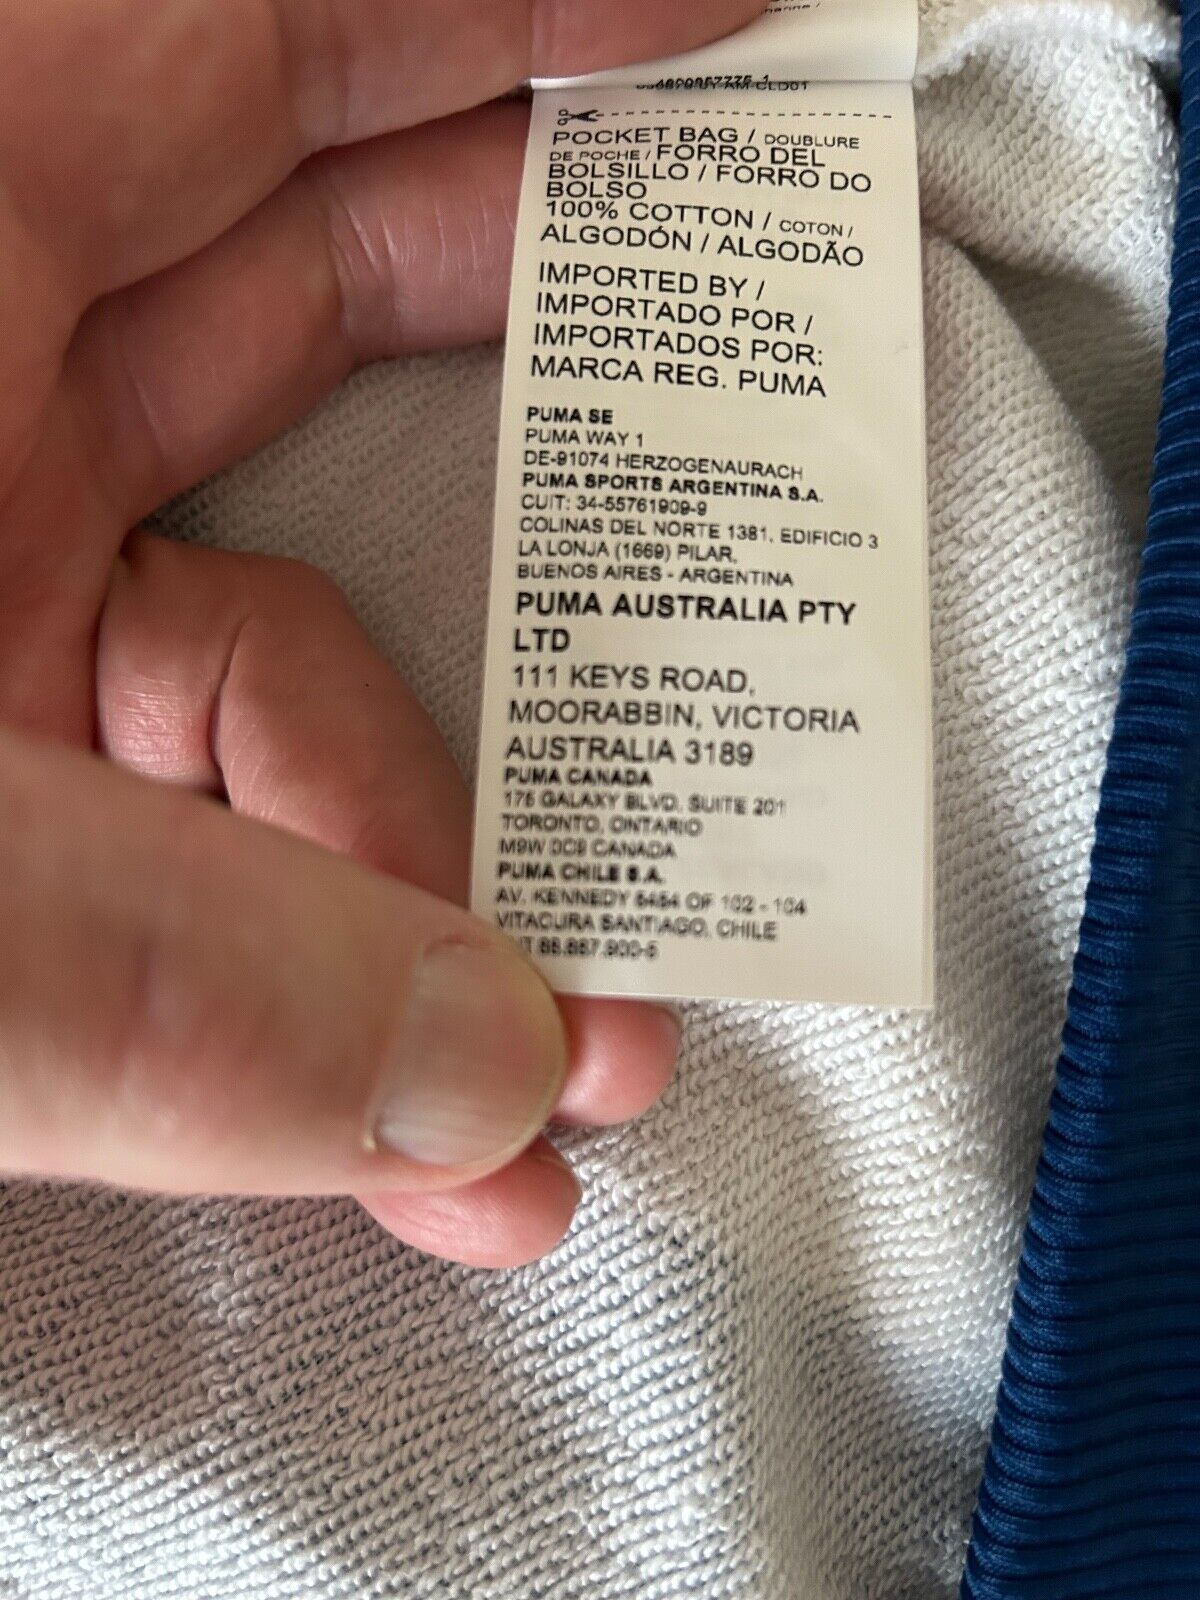 POCKET BAG / DOUBLURE
DE POCHE / FORRO DEL
BOLSILLO / FORRO DO
BOLSO
100% COTTON / COTON /
ALGODÓN / ALGODÃO
IMPORTED BY /
IMPORTADO POR /
IMPORTADOS POR:
MARCA REG. PUMA
PUMA SE
PUMA WAY 1
DE-91074 HERZOGENAURACH
PUMA SPORTS ARGENTINA S.A.
CUIT: 34-55761909-9
COLINAS DEL NORTE 1381, EDIFICIO 3
LA LONJA (1669) PILAR,
BUENOS AIRES - ARGENTINA
PUMA AUSTRALIA PTY
LTD
111 KEYS ROAD,
MOORABBIN, VICTORIA
AUSTRALIA 3189
PUMA CANADA
175 GALAXY BLVD. SUITE 201
TORONTO, ONTARIO
M9W 0C9 CANADA
PUMA CHILE S.A.
AV. KENNEDY 5454 OF 102 - 104
VITACURA SANTIAGO, CHILE